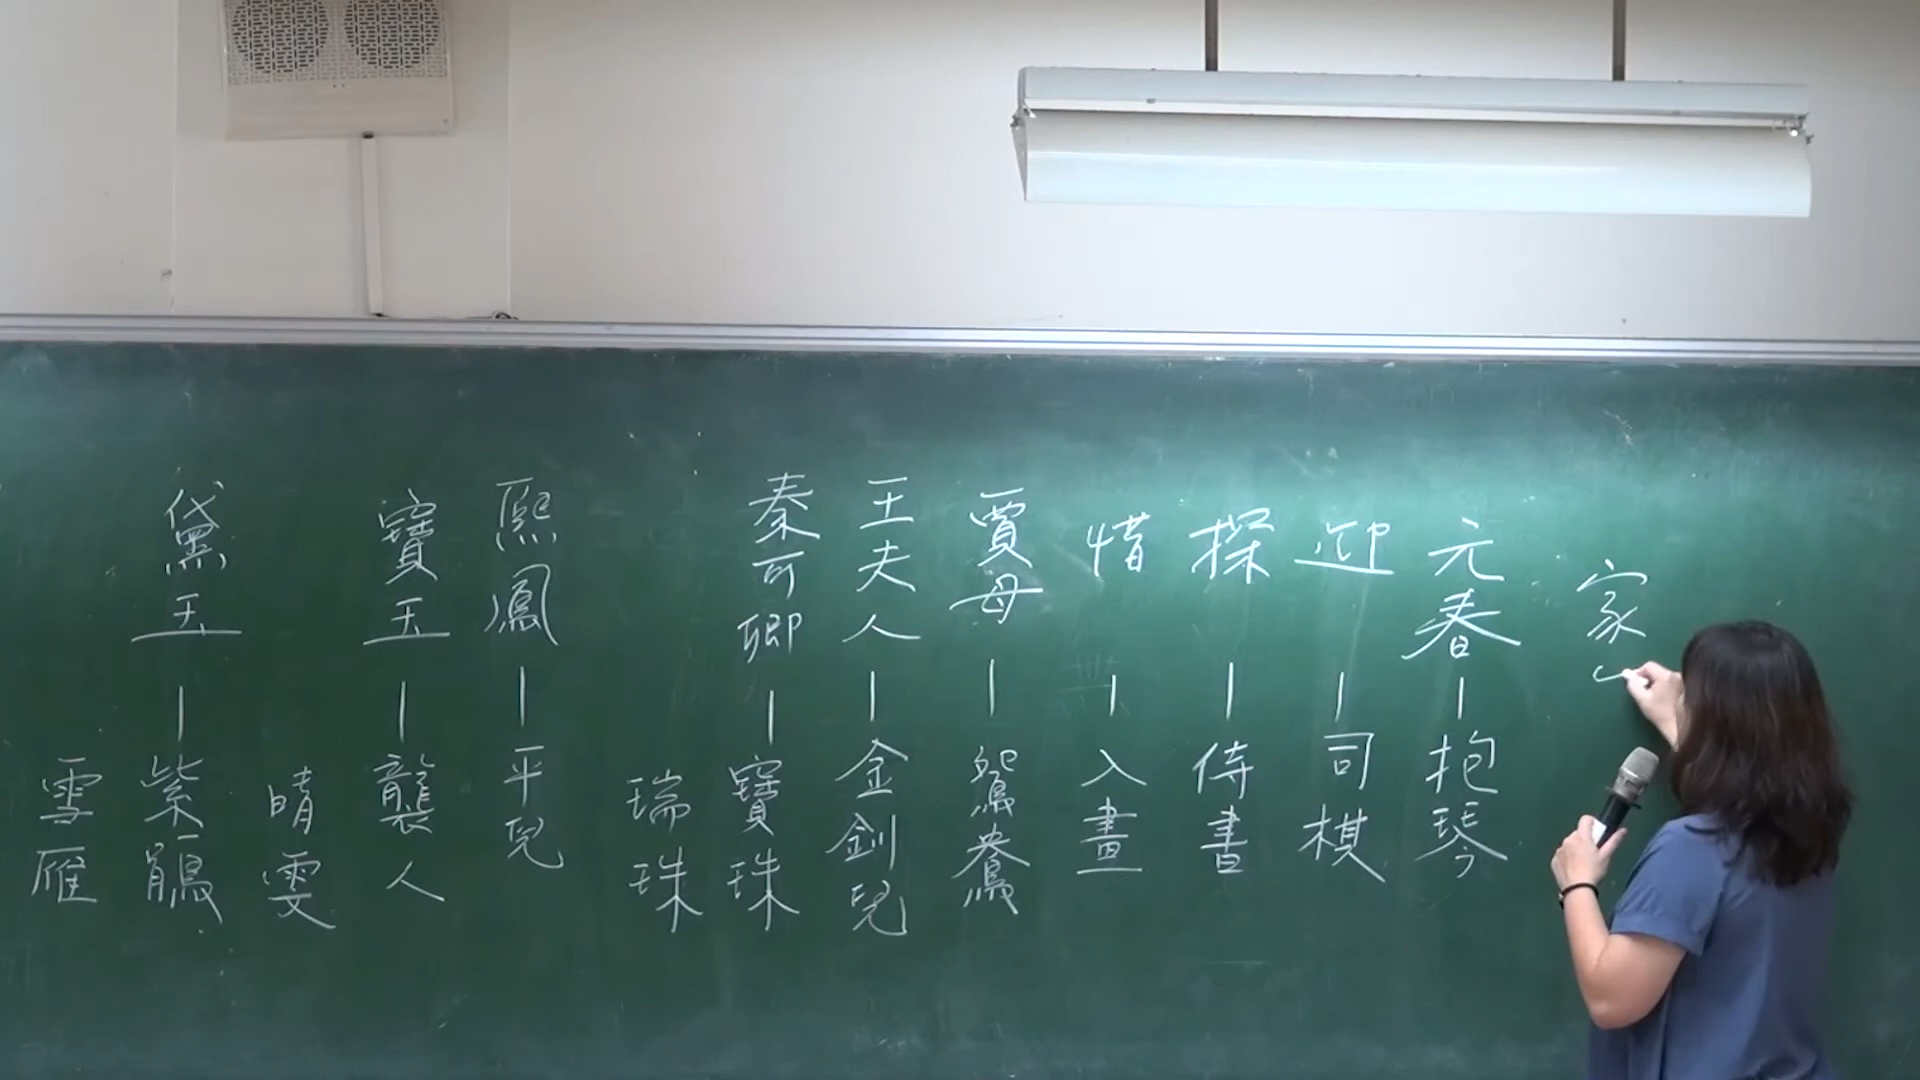 家
元春－抱琴
迎－司棋
探－侍書
惜－入畫
賈母－鴛鴦
王夫人－金釧兒
秦可卿－寶珠
瑞珠
熙鳳－平兒
寶玉－襲人
晴雯
黛玉－紫鵑
雪雁